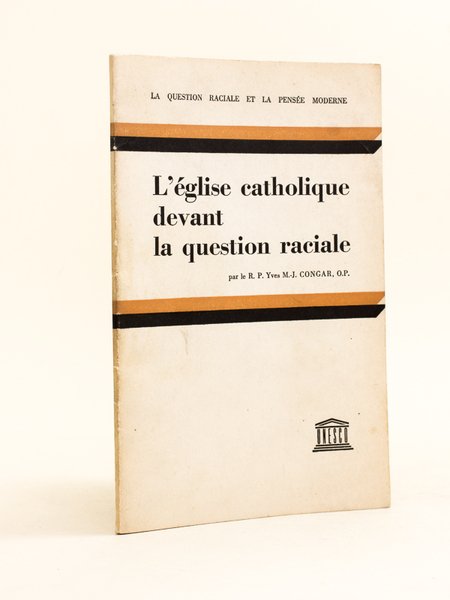 LA QUESTION RACIALE ET LA PENSÉE MODERNE
L'église catholique
devant
la question raciale
par le R. P. Yves M.-J. CONGAR, O.P.
UNESCO